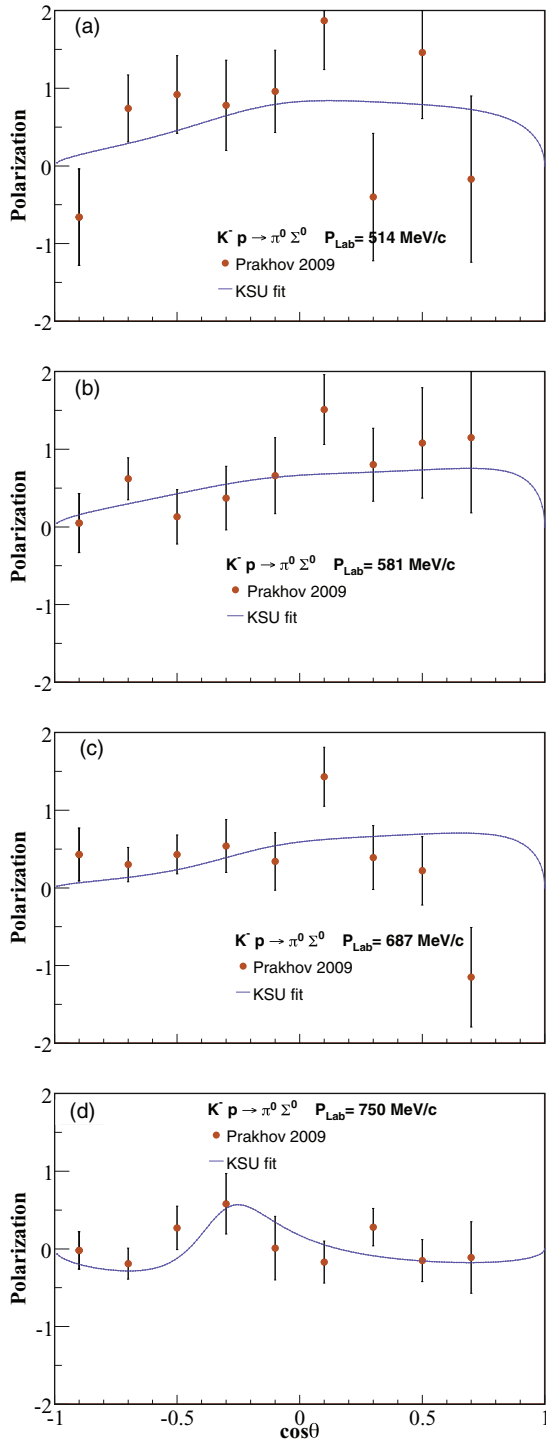 (a)
2
1
0
-1
-2
Polarization
K⁻ p → π⁰ Σ⁰ P_Lab= 514 MeV/c
Prakhov 2009
KSU fit
(b)
2
1
0
-1
-2
Polarization
K⁻ p → π⁰ Σ⁰ P_Lab= 581 MeV/c
Prakhov 2009
KSU fit
(c)
2
1
0
-1
-2
Polarization
K⁻ p → π⁰ Σ⁰ P_Lab= 687 MeV/c
Prakhov 2009
KSU fit
(d)
2
1
0
-1
-2
Polarization
K⁻ p → π⁰ Σ⁰ P_Lab= 750 MeV/c
Prakhov 2009
KSU fit
-1 -0.5 0 0.5 1
cosθ